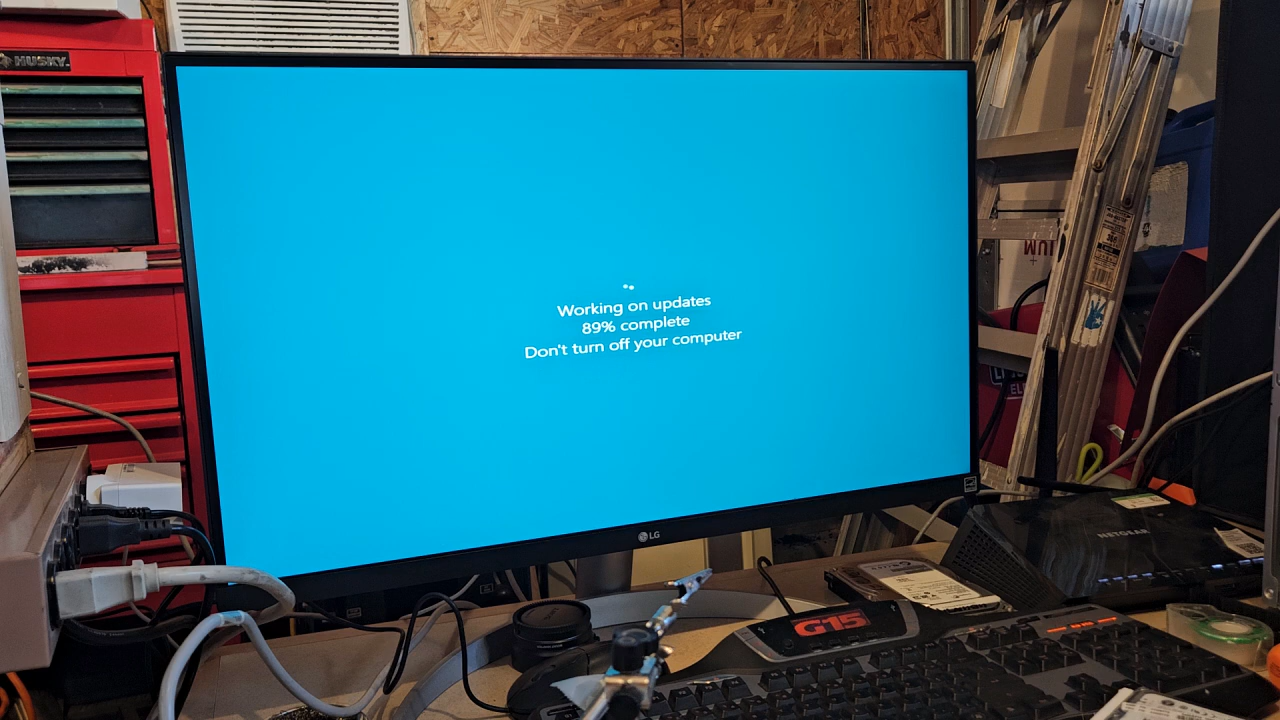 HUSKY
Working on updates
89% complete
Don't turn off your computer
LG
NETGEAR
G15